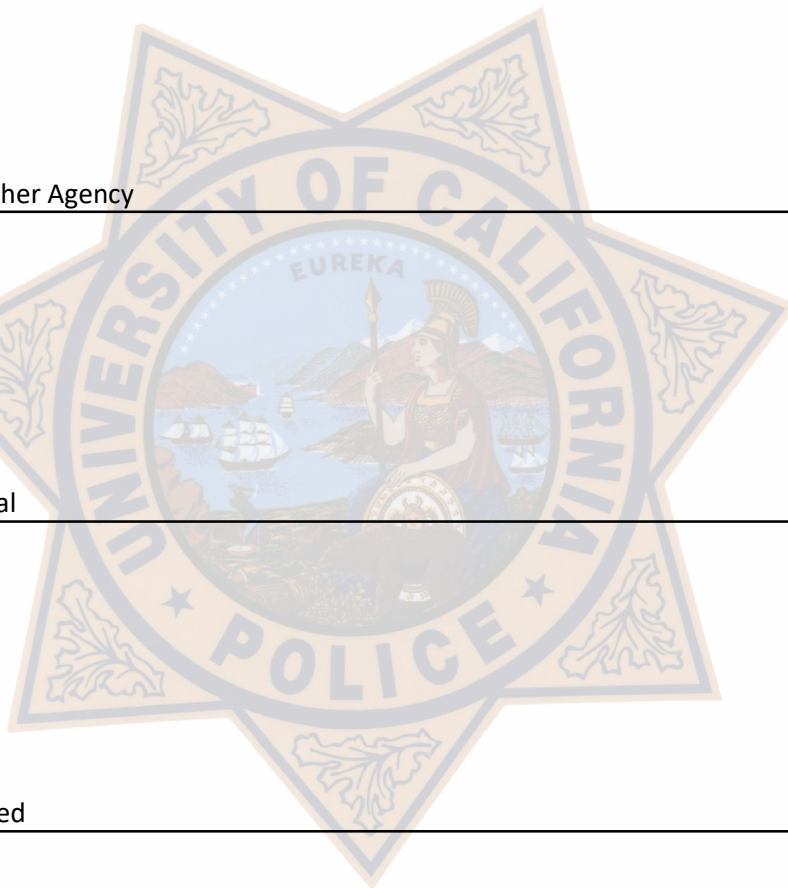 her Agency
UNIVERSITY OF CALIFORNIA
EUREKA
al
POLICE
ed